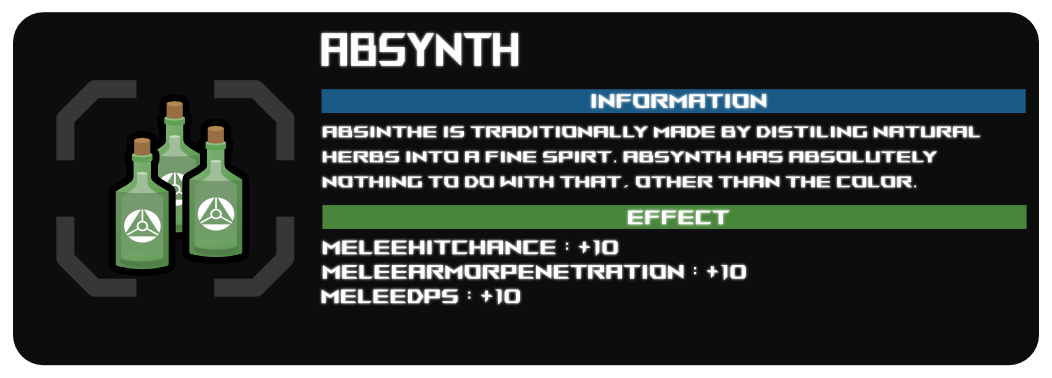 ABSYNTH
INFORMATION
ABSINTHE IS TRADITIONALLY MADE BY DISTILING NATURAL
HERBS INTO A FINE SPIRT. ABSYNTH HAS ABSOLUTELY
NOTHING TO DO WITH THAT, OTHER THAN THE COLOR.
EFFECT
MELEEHITCHANCE : +10
MELEEARMORPENETRATION : +10
MELEEDPS : +10